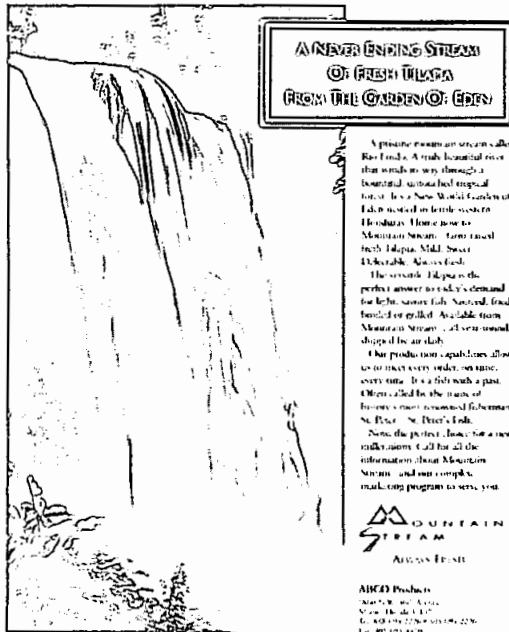 A NEVER ENDING STREAM
OF FRESH TILAPIA
FROM THE GARDEN OF EDEN
A pristine mountain stream called
Rio Lindo. A truly beautiful river
that winds its way through a
bountiful, untouched tropical
forest. It's a New World Garden of
Eden nestled in fertile western
Honduras. Home now to
Mountain Stream farm raised
fresh Tilapia. Mild. Sweet.
Delectable. Always fresh.
The versatile Tilapia is the
perfect answer to today's demand
for light, savory fish. Sauteed, fried,
broiled or grilled. Available from
Mountain Stream all year round,
shipped by air daily.
Our production capabilities allow
us to meet every order, on time,
every time. It's a fish with a past.
Often called by the name of
history's most renowned fisherman,
St. Peter St. Peter's Fish.
Now, the perfect choice for a new
millennium. Call for all the
information about Mountain
Stream and our complete
marketing program to serve you.
MOUNTAIN
STREAM
ALWAYS FRESH
ABCO Products